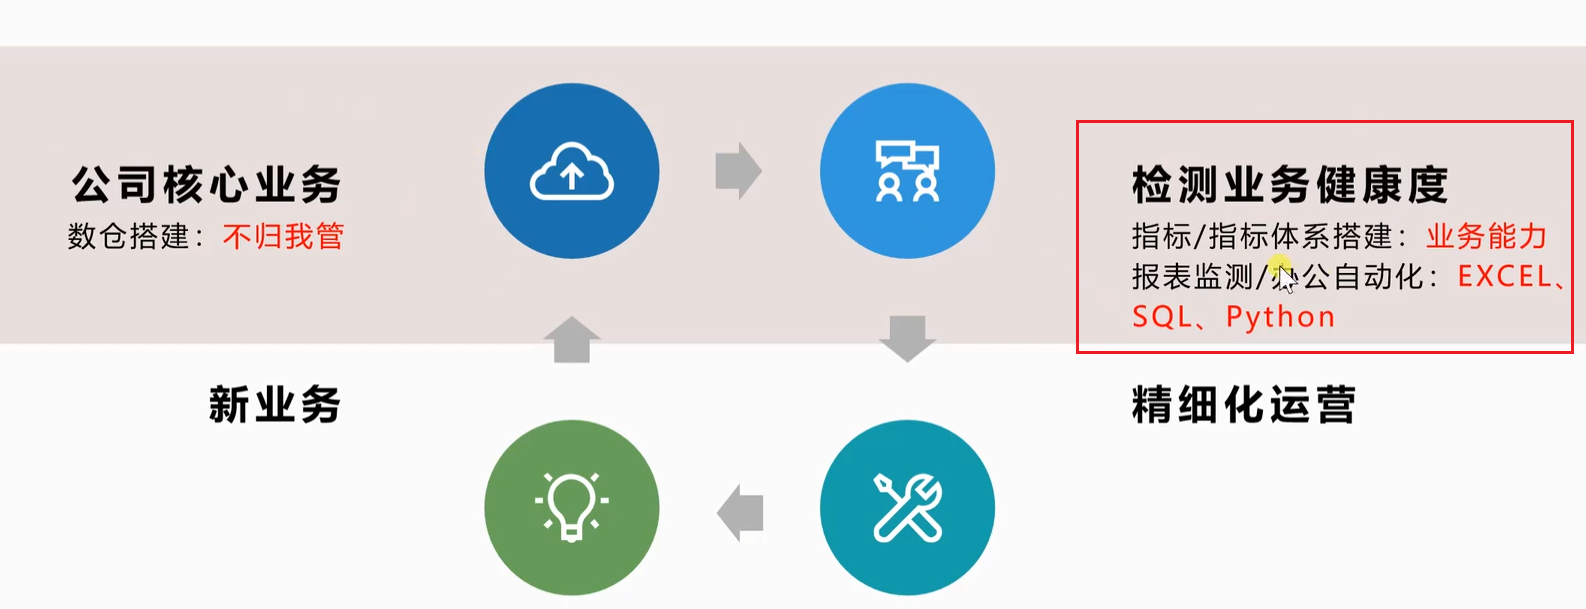 公司核心业务
数仓搭建：不归我管
检测业务健康度
指标/指标体系搭建：业务能力
报表监测/办公自动化：EXCEL、
SQL、Python
新业务
精细化运营